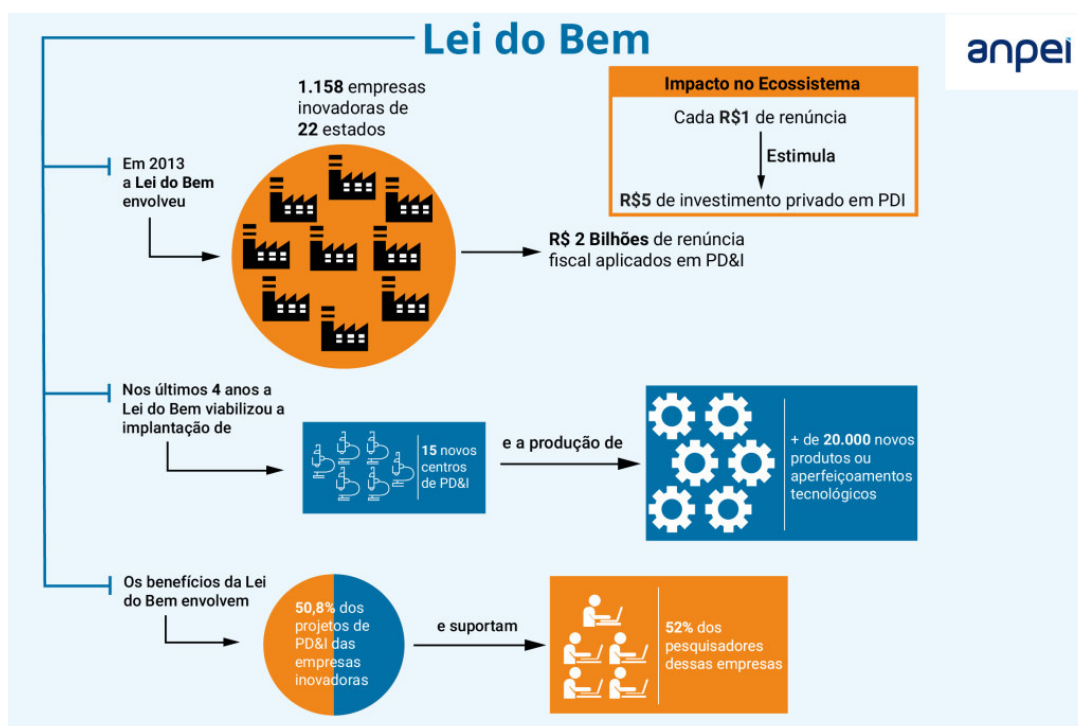 Lei do Bem
anpei
1.158 empresas
inovadoras de
22 estados
Impacto no Ecossistema
Cada R$1 de renúncia
Estimula
R$5 de investimento privado em PDI
Em 2013
a Lei do Bem
envolveu
R$ 2 Bilhões de renúncia
fiscal aplicados em PD&I
Nos últimos 4 anos a
Lei do Bem viabilizou a
implantação de
15 novos
centros
de PD&I
e a produção de
+ de 20.000 novos
produtos ou
aperfeiçoamentos
tecnológicos
Os benefícios da Lei
do Bem envolvem
50,8% dos
projetos de
PD&I das
empresas
inovadoras
e suportam
52% dos
pesquisadores
dessas empresas